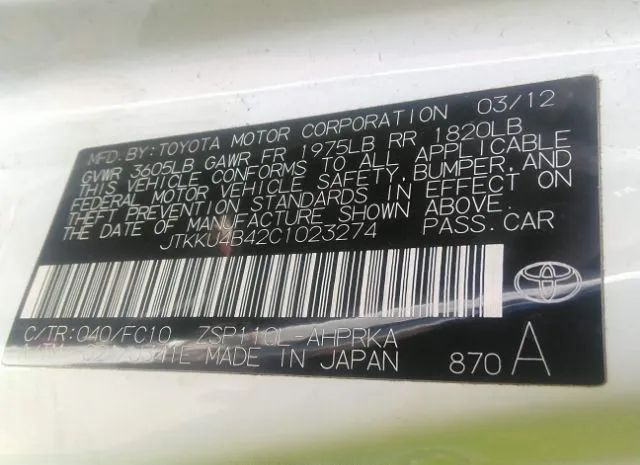 MFD.BY:TOYOTA MOTOR CORPORATION 03/12
GVWR 3605LB GAWR FR 1975LB RR 1820LB
THIS VEHICLE CONFORMS TO ALL APPLICABLE
FEDERAL MOTOR VEHICLE SAFETY, BUMPER, AND
THEFT PREVENTION STANDARDS IN EFFECT ON
THE DATE OF MANUFACTURE SHOWN ABOVE.
JTKKU4B42C1023274 PASS.CAR
C/TR:040/FC10 ZSP110L-AHPRKA
MADE IN JAPAN 870 A